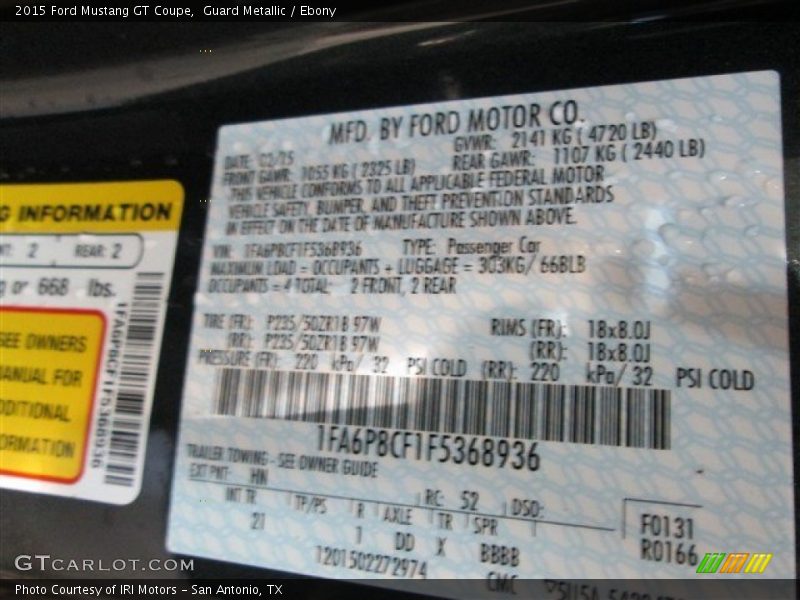 2015 Ford Mustang GT Coupe, Guard Metallic / Ebony
MFD. BY FORD MOTOR CO.
DATE: 02/15 GVWR: 2141 KG ( 4720 LB)
FRONT GAWR: 1055 KG ( 2325 LB) REAR GAWR: 1107 KG ( 2440 LB)
THIS VEHICLE CONFORMS TO ALL APPLICABLE FEDERAL MOTOR
VEHICLE SAFETY, BUMPER, AND THEFT PREVENTION STANDARDS
IN EFFECT ON THE DATE OF MANUFACTURE SHOWN ABOVE.
VIN: 1FA6P8CF1F5368936 TYPE: Passenger Car
MAXIMUM LOAD = OCCUPANTS + LUGGAGE = 303KG/ 668LB
OCCUPANTS = 4 TOTAL: 2 FRONT, 2 REAR
TIRE (FR): P235/50ZR18 97W RIMS (FR): 18x8.0J
(RR): P235/50ZR18 97W (RR): 18x8.0J
PRESSURE (FR): 220 kPa/ 32 PSI COLD (RR): 220 kPa/ 32 PSI COLD
1FA6P8CF1F5368936
TRAILER TOWING - SEE OWNER GUIDE
EXT PNT: HN RC: 52 DSO: F0131
INT TR TP/PS R AXLE TR SPR R0166
21 1 DD X BBBB
1201502272974 CMC
G INFORMATION
2 REAR: 2
g or 668 lbs.
SEE OWNERS
MANUAL FOR
ADDITIONAL
INFORMATION
1FA6P8CF1F5368936
GTCARLOT.COM
Photo Courtesy of IRI Motors – San Antonio, TX